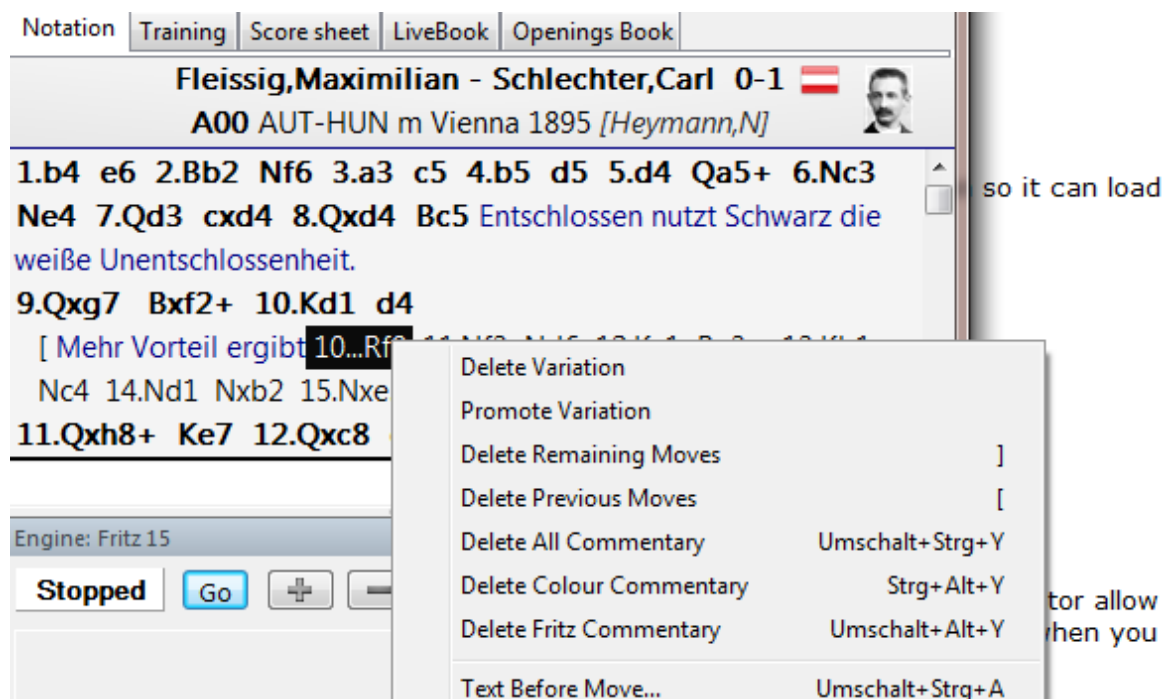 Notation Training Score sheet LiveBook Openings Book
Fleissig,Maximilian - Schlechter,Carl 0-1
A00 AUT-HUN m Vienna 1895 [Heymann,N]
1.b4 e6 2.Bb2 Nf6 3.a3 c5 4.b5 d5 5.d4 Qa5+ 6.Nc3
Ne4 7.Qd3 cxd4 8.Qxd4 Bc5 Entschlossen nutzt Schwarz die
weiße Unentschlossenheit.
9.Qxg7 Bxf2+ 10.Kd1 d4
[ Mehr Vorteil ergibt
Nc4 14.Nd1 Nxb2 15.Nxe
11.Qxh8+ Ke7 12.Qxc8
so it can load
Engine: Fritz 15
Stopped Go
Delete Variation
Promote Variation
Delete Remaining Moves ]
Delete Previous Moves [
Delete All Commentary Umschalt+Strg+Y
Delete Colour Commentary Strg+Alt+Y
Delete Fritz Commentary Umschalt+Alt+Y
Text Before Move... Umschalt+Strg+A
tor allow
when you